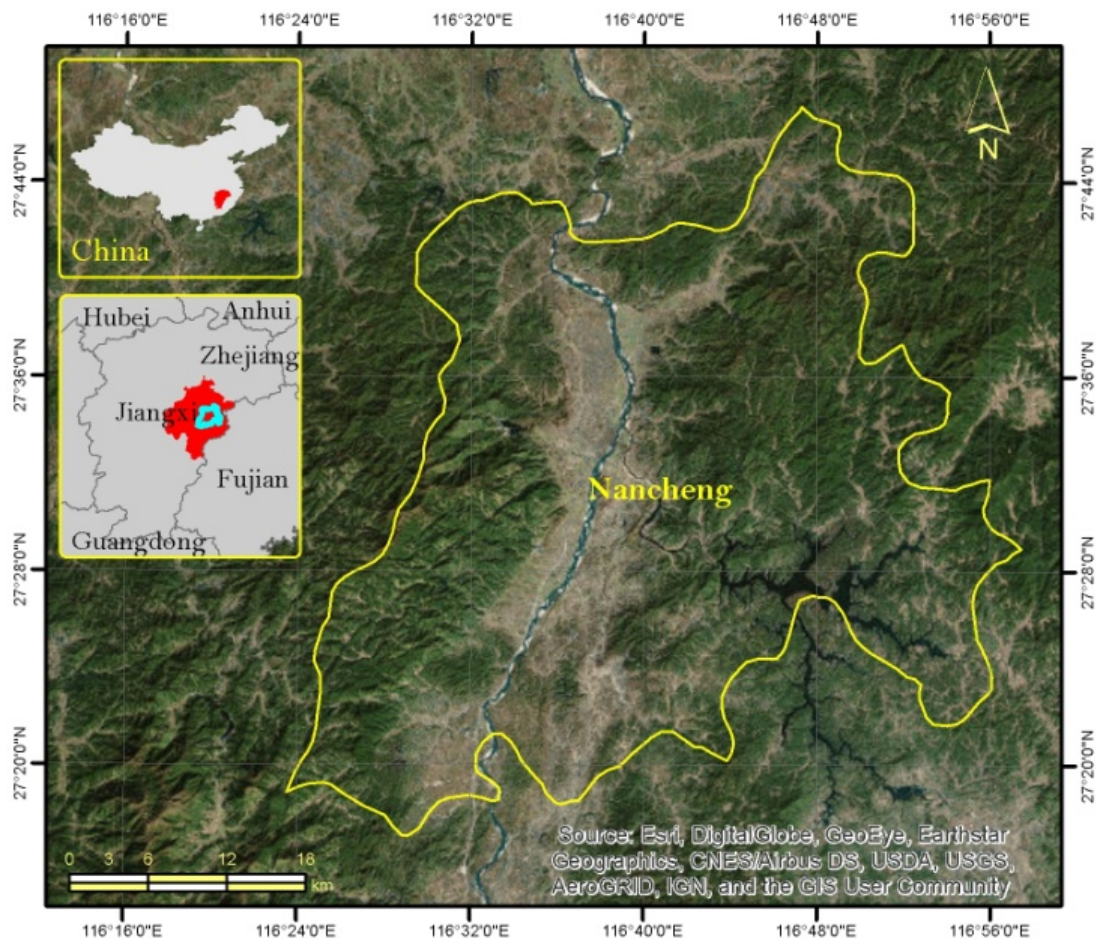 116°16'0"E 116°24'0"E 116°32'0"E 116°40'0"E 116°48'0"E 116°56'0"E
27°44'0"N
27°36'0"N
27°28'0"N
27°20'0"N
China
Hubei
Anhui
Zhejiang
Jiangxi
Fujian
Guangdong
N
Nancheng
27°44'0"N
27°36'0"N
27°28'0"N
27°20'0"N
0 3 6 12 18
km
Source: Esri, DigitalGlobe, GeoEye, Earthstar
Geographics, CNES/Airbus DS, USDA, USGS,
AeroGRID, IGN, and the GIS User Community
116°16'0"E 116°24'0"E 116°32'0"E 116°40'0"E 116°48'0"E 116°56'0"E